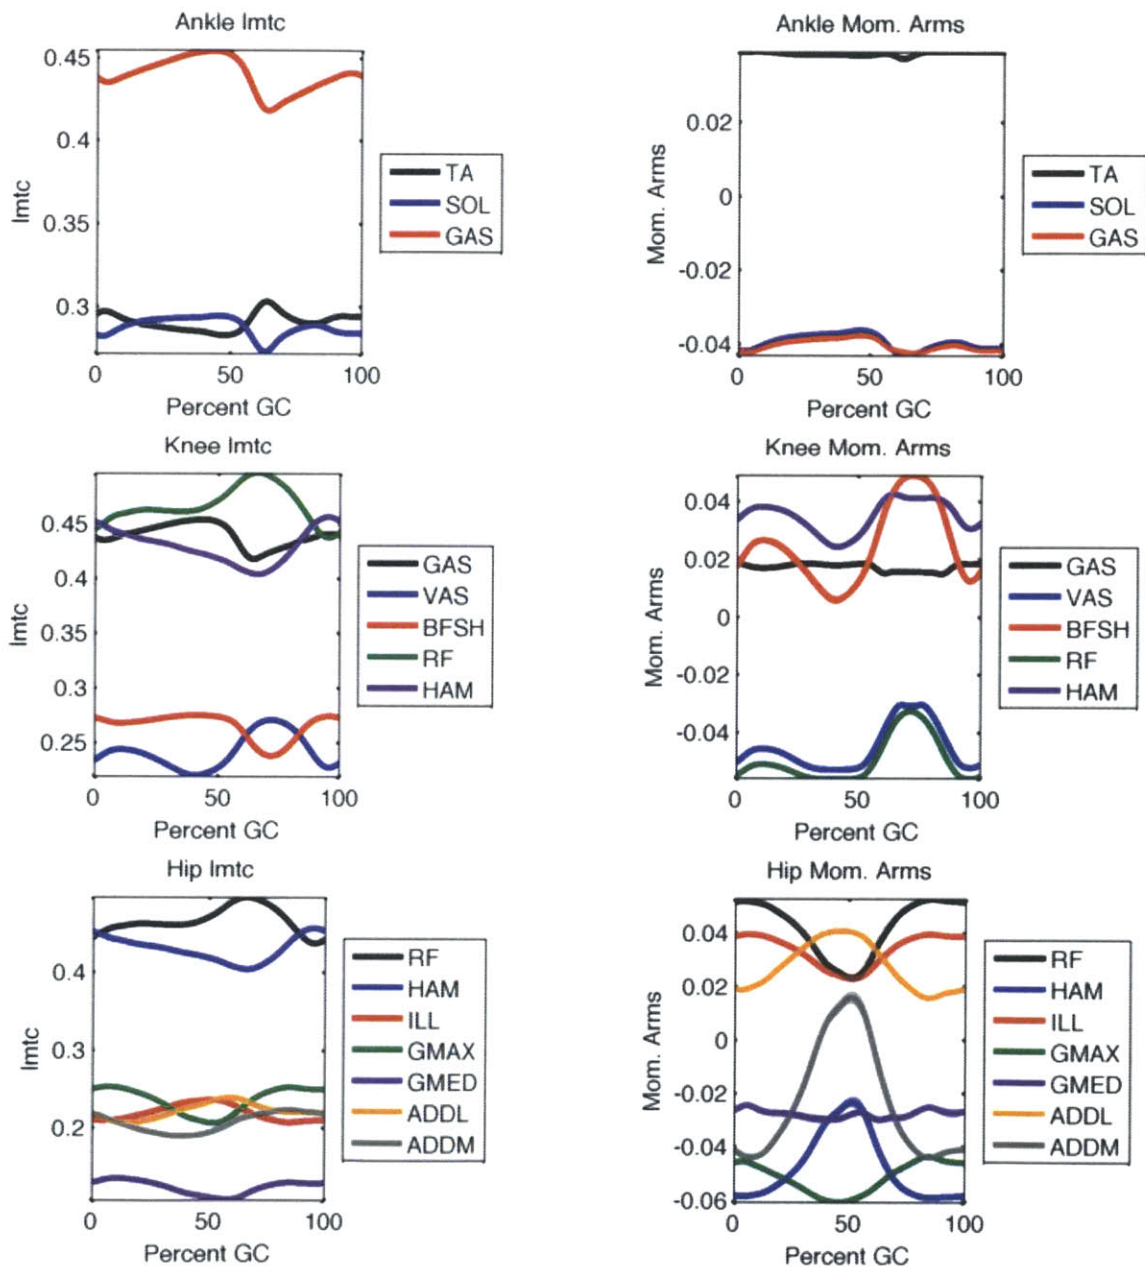 Ankle lmtc
0.45
0.4
0.35
0.3
lmtc
0 50 100
Percent GC
TA
SOL
GAS
Ankle Mom. Arms
0.02
0
-0.02
-0.04
Mom. Arms
0 50 100
Percent GC
TA
SOL
GAS
Knee lmtc
0.45
0.4
0.35
0.3
0.25
lmtc
0 50 100
Percent GC
GAS
VAS
BFSH
RF
HAM
Knee Mom. Arms
0.04
0.02
0
-0.02
-0.04
Mom. Arms
0 50 100
Percent GC
GAS
VAS
BFSH
RF
HAM
Hip lmtc
0.4
0.3
0.2
lmtc
0 50 100
Percent GC
RF
HAM
ILL
GMAX
GMED
ADDL
ADDM
Hip Mom. Arms
0.04
0.02
0
-0.02
-0.04
-0.06
Mom. Arms
0 50 100
Percent GC
RF
HAM
ILL
GMAX
GMED
ADDL
ADDM